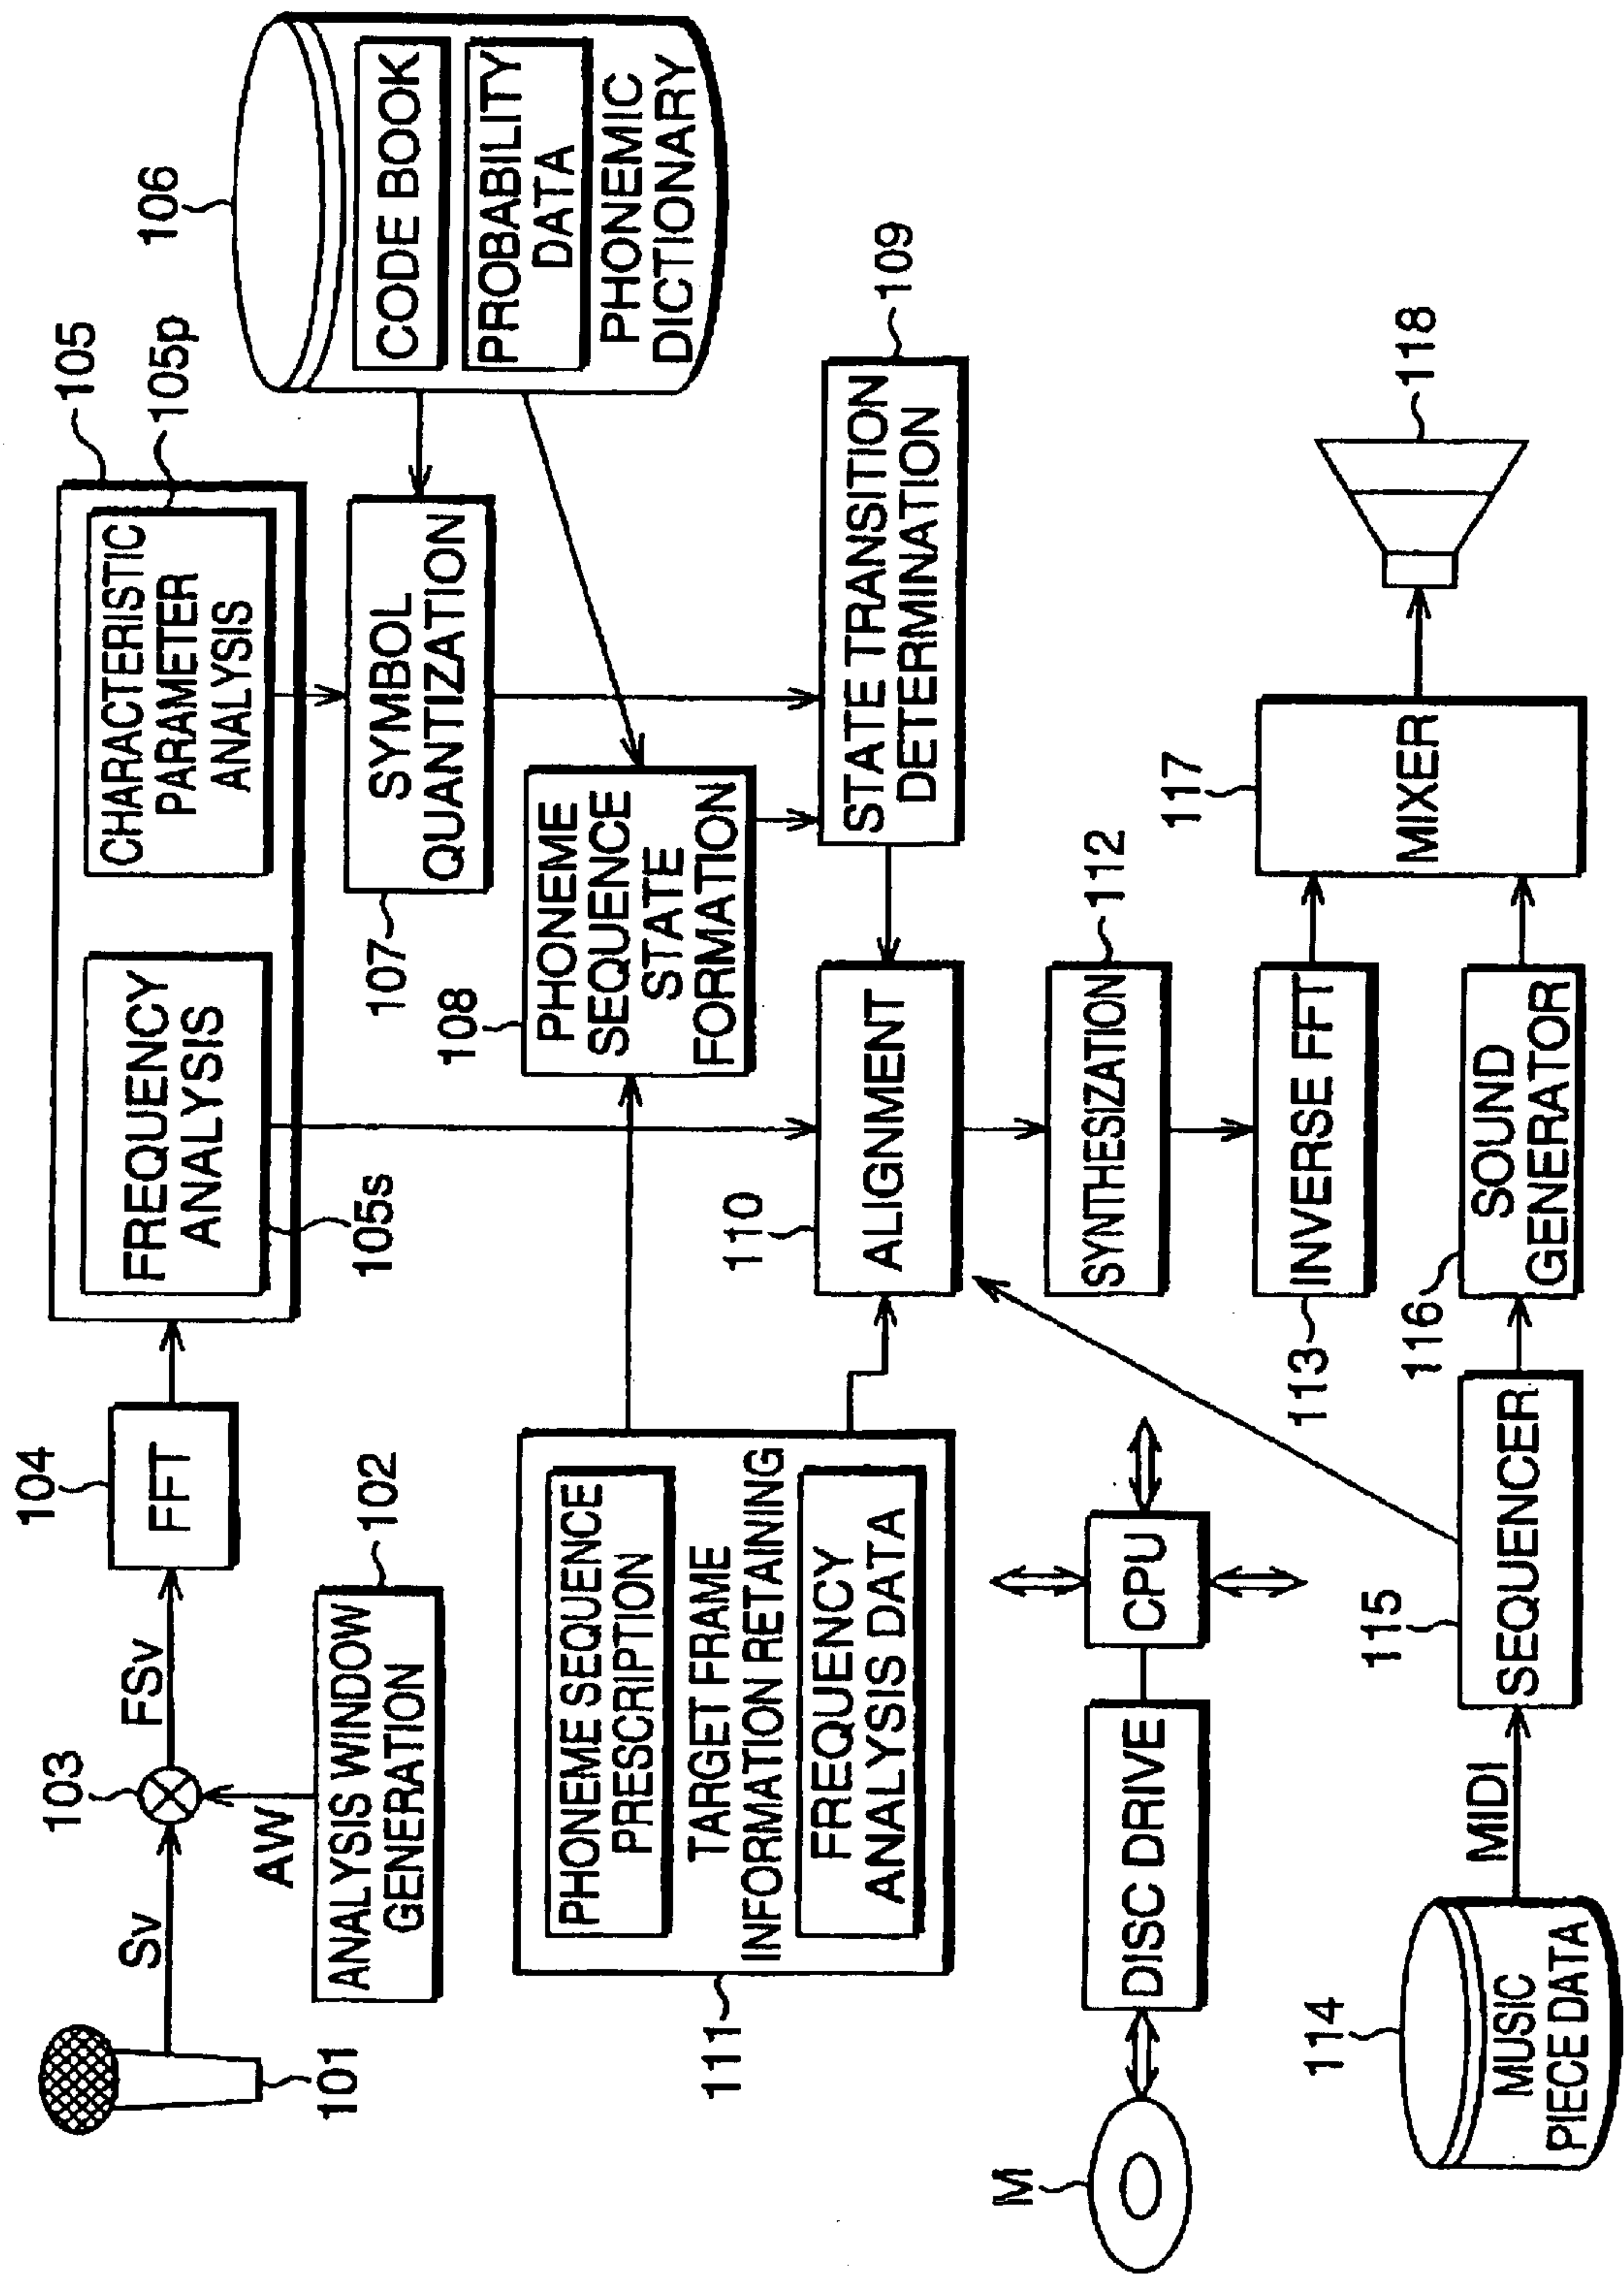 101
Sv
103
AW
FSv
ANALYSIS WINDOW
GENERATION
102
104
FFT
105
FREQUENCY
ANALYSIS
105s
CHARACTERISTIC
PARAMETER
ANALYSIS
105p
106
CODE BOOK
PROBABILITY
DATA
PHONEMIC
DICTIONARY
107
SYMBOL
QUANTIZATION
108
PHONEME
SEQUENCE
STATE
FORMATION
109
STATE TRANSITION
DETERMINATION
111
PHONEME SEQUENCE
PRESCRIPTION
TARGET FRAME
INFORMATION RETAINING
FREQUENCY
ANALYSIS DATA
110
ALIGNMENT
112
SYNTHESIZATION
M
DISC DRIVE
CPU
113
INVERSE FFT
117
MIXER
118
114
MUSIC
PIECE DATA
MIDI
115
SEQUENCER
116
SOUND
GENERATOR